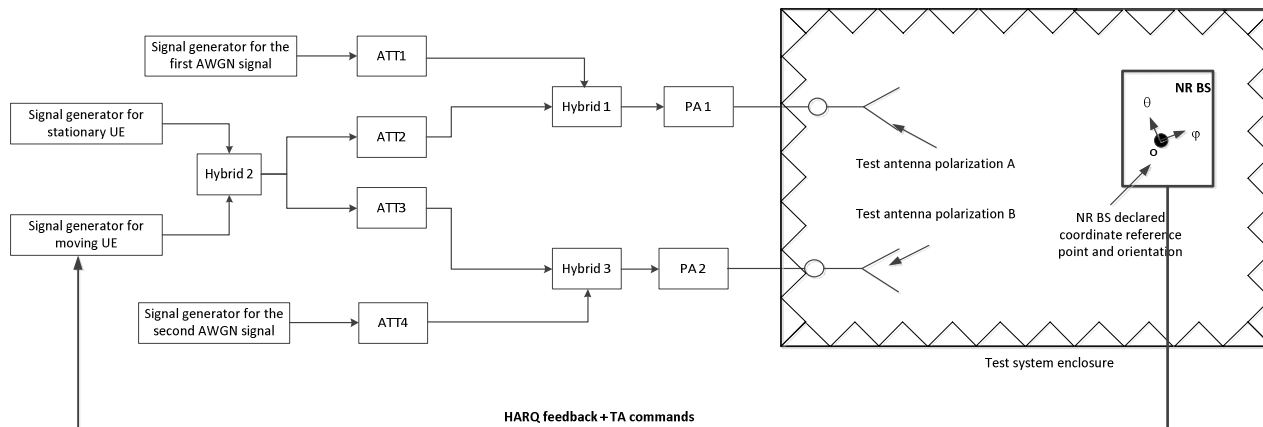 Signal generator for the
first AWGN signal
ATT1
Signal generator for
stationary UE
ATT2
Hybrid 1
PA 1
Hybrid 2
Signal generator for
moving UE
ATT3
Hybrid 3
PA 2
Signal generator for the
second AWGN signal
ATT4
Test antenna polarization A
Test antenna polarization B
NR BS
θ
φ
O
NR BS declared
coordinate reference
point and orientation
Test system enclosure
HARQ feedback + TA commands